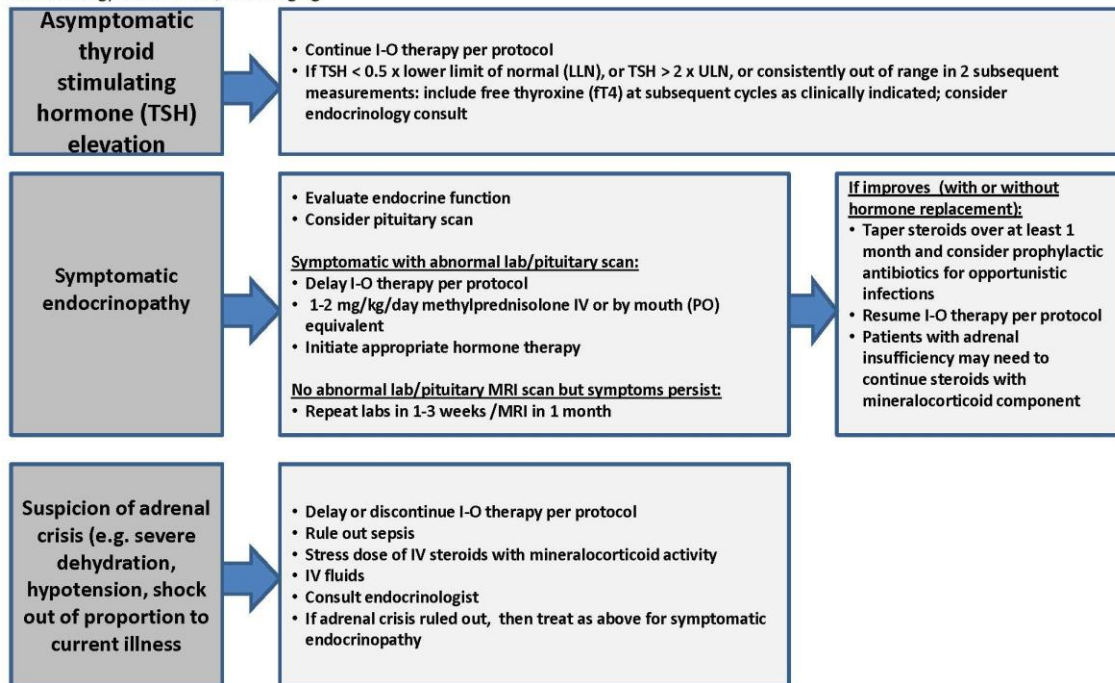 Asymptomatic
thyroid
stimulating
hormone (TSH)
elevation
• Continue I-O therapy per protocol
• If TSH < 0.5 x lower limit of normal (LLN), or TSH > 2 x ULN, or consistently out of range in 2 subsequent
measurements: include free thyroxine (fT4) at subsequent cycles as clinically indicated; consider
endocrinology consult
Symptomatic
endocrinopathy
• Evaluate endocrine function
• Consider pituitary scan
Symptomatic with abnormal lab/pituitary scan:
• Delay I-O therapy per protocol
• 1-2 mg/kg/day methylprednisolone IV or by mouth (PO)
equivalent
• Initiate appropriate hormone therapy
No abnormal lab/pituitary MRI scan but symptoms persist:
• Repeat labs in 1-3 weeks /MRI in 1 month
If improves (with or without
hormone replacement):
• Taper steroids over at least 1
month and consider prophylactic
antibiotics for opportunistic
infections
• Resume I-O therapy per protocol
• Patients with adrenal
insufficiency may need to
continue steroids with
mineralocorticoid component
Suspicion of adrenal
crisis (e.g. severe
dehydration,
hypotension, shock
out of proportion to
current illness
• Delay or discontinue I-O therapy per protocol
• Rule out sepsis
• Stress dose of IV steroids with mineralocorticoid activity
• IV fluids
• Consult endocrinologist
• If adrenal crisis ruled out, then treat as above for symptomatic
endocrinopathy